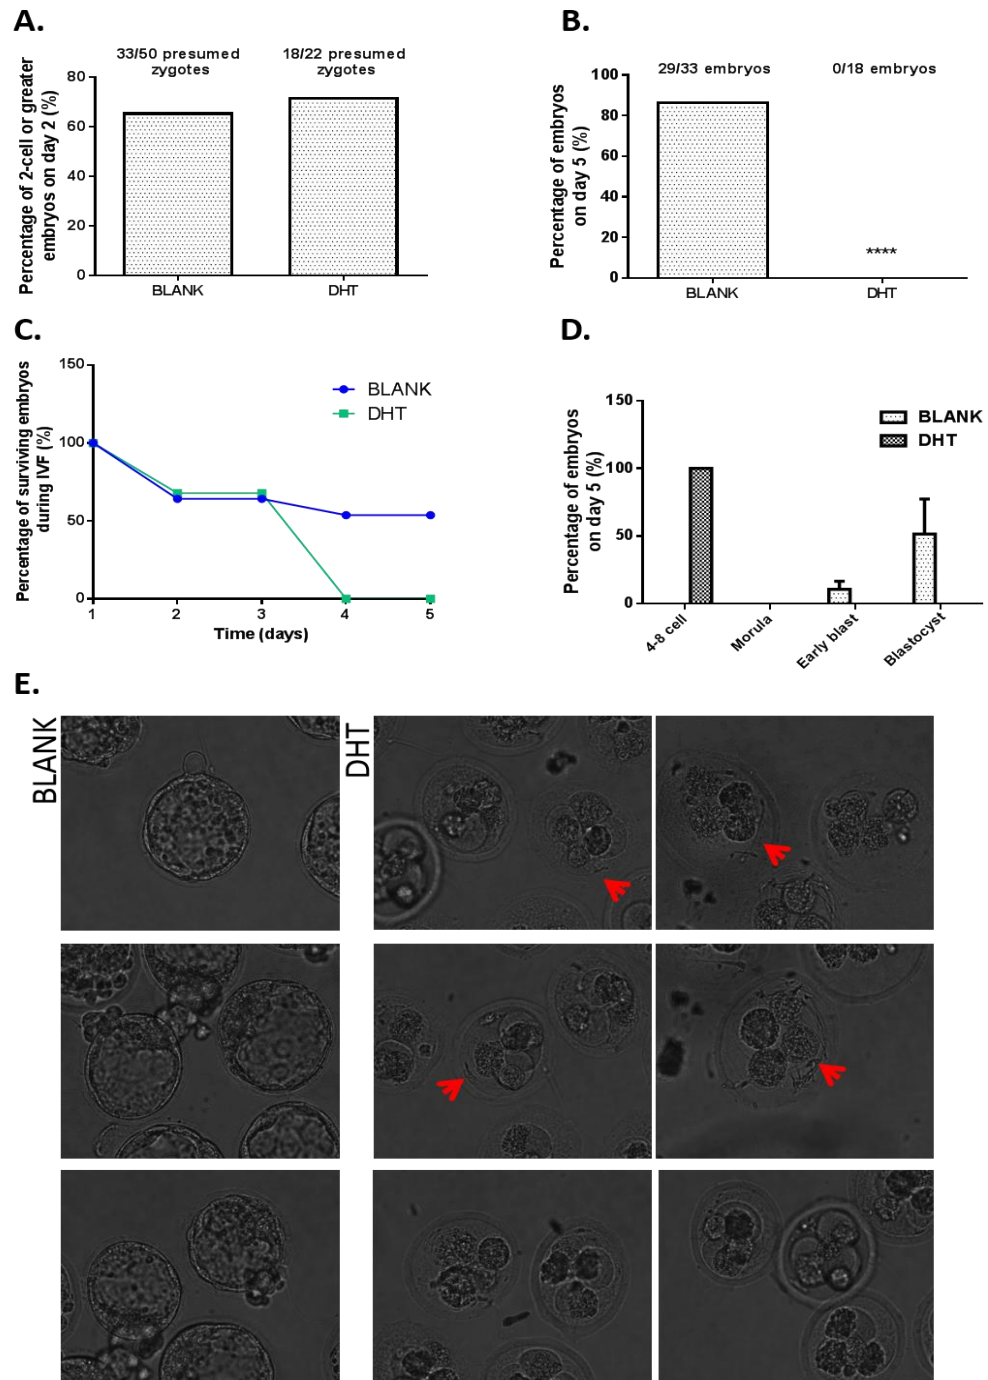 A.
33/50 presumed
zygotes
18/22 presumed
zygotes
Percentage of 2-cell or greater
embryos on day 2 (%)
80
60
40
20
0
BLANK
DHT
B.
29/33 embryos
0/18 embryos
Percentage of embryos
on day 5 (%)
100
80
60
40
20
0
****
BLANK
DHT
C.
Percentage of surviving embryos
during IVF (%)
150
100
50
0
BLANK
DHT
1 2 3 4 5
Time (days)
D.
Percentage of embryos
on day 5 (%)
150
100
50
0
BLANK
DHT
4-8 cell
Morula
Early blast
Blastocyst
E.
BLANK
DHT